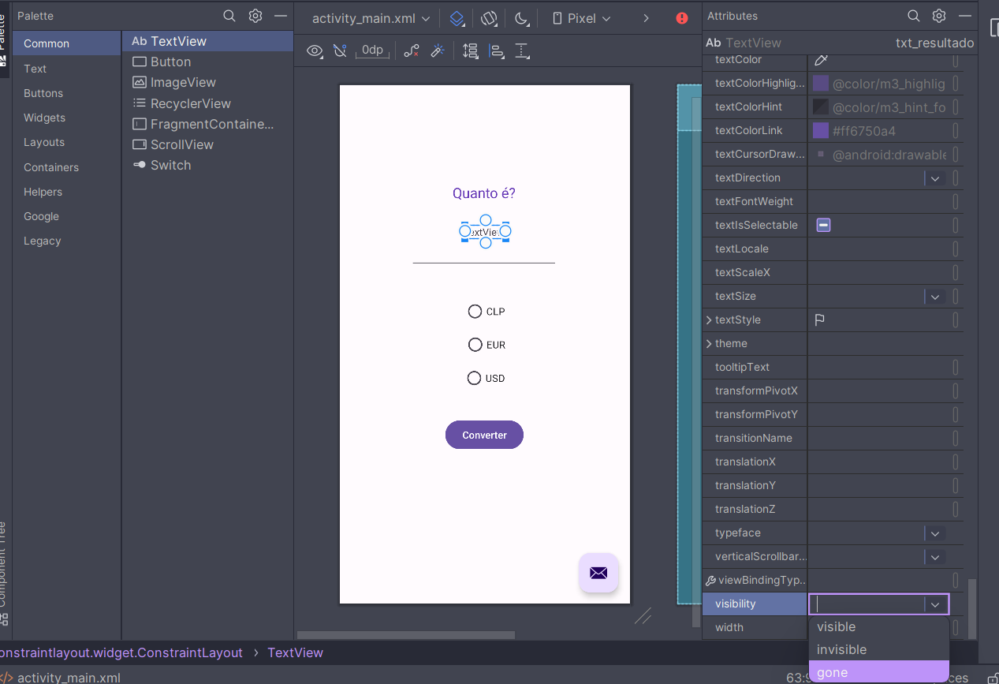 Palette
Palette
Component Tree
Common
Text
Buttons
Widgets
Layouts
Containers
Helpers
Google
Legacy
Ab TextView
Button
ImageView
RecyclerView
FragmentContaine...
ScrollView
Switch
activity_main.xml
Pixel
0dp
Quanto é?
extVie
CLP
EUR
USD
Converter
Attributes
Ab TextView txt_resultado
textColor
textColorHighlig... @color/m3_highlig
textColorHint @color/m3_hint_fo
textColorLink #ff6750a4
textCursorDraw... @android:drawable
textDirection
textFontWeight
textIsSelectable
textLocale
textScaleX
textSize
textStyle
theme
tooltipText
transformPivotX
transformPivotY
transitionName
translationX
translationY
translationZ
typeface
verticalScrollbar...
viewBindingTyp...
visibility
width
visible
invisible
gone
onstraintlayout.widget.ConstraintLayout > TextView
</> activity_main.xml
63:9
ces